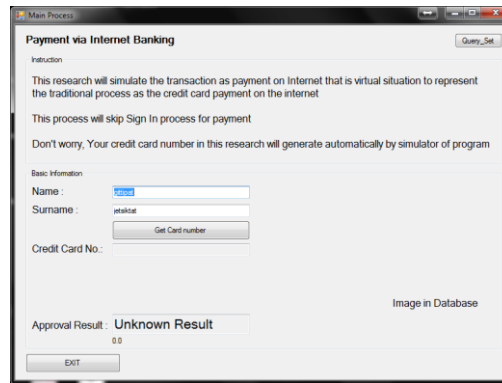 Main Process
Payment via Internet Banking
Query_Set
Instruction
This research will simulate the transaction as payment on Internet that is virtual situation to represent
the traditional process as the credit card payment on the internet
This process will skip Sign In process for payment
Don't worry, Your credit card number in this research will generate automatically by simulator of program
Basic Information
Name :
Surname : jetsiktat
Get Card number
Credit Card No.:
Image in Database
Approval Result : Unknown Result
0.0
EXIT